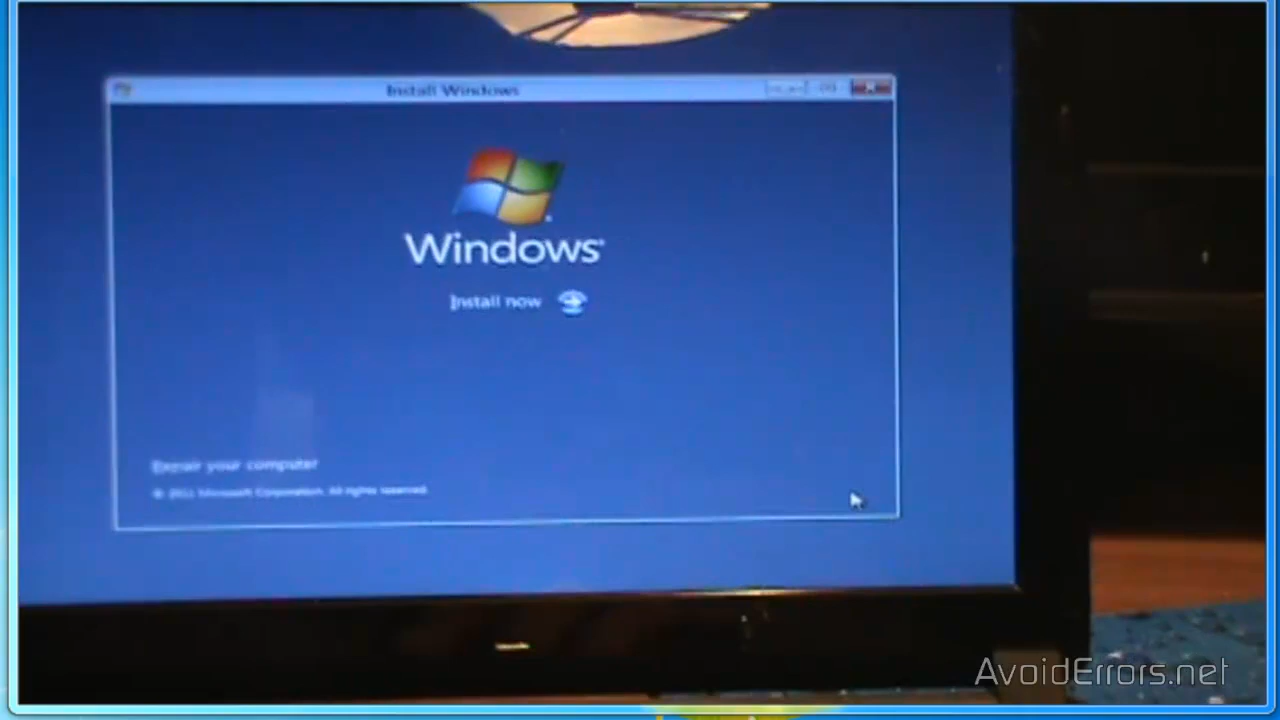 Install Windows
Windows®
Install now
Repair your computer
© 2011 Microsoft Corporation. All rights reserved.
AvoidErrors.net